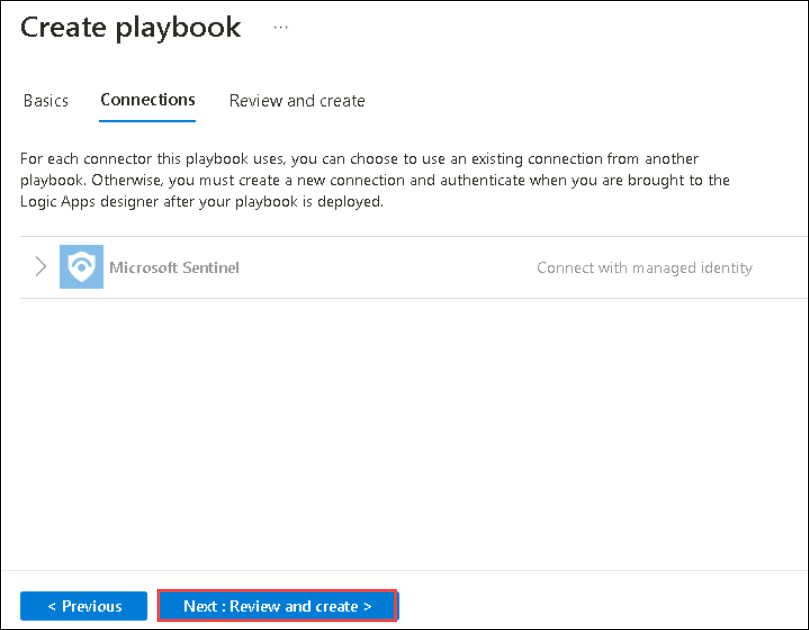 Create playbook ...
Basics Connections Review and create
For each connector this playbook uses, you can choose to use an existing connection from another
playbook. Otherwise, you must create a new connection and authenticate when you are brought to the
Logic Apps designer after your playbook is deployed.
Microsoft Sentinel Connect with managed identity
< Previous Next : Review and create >